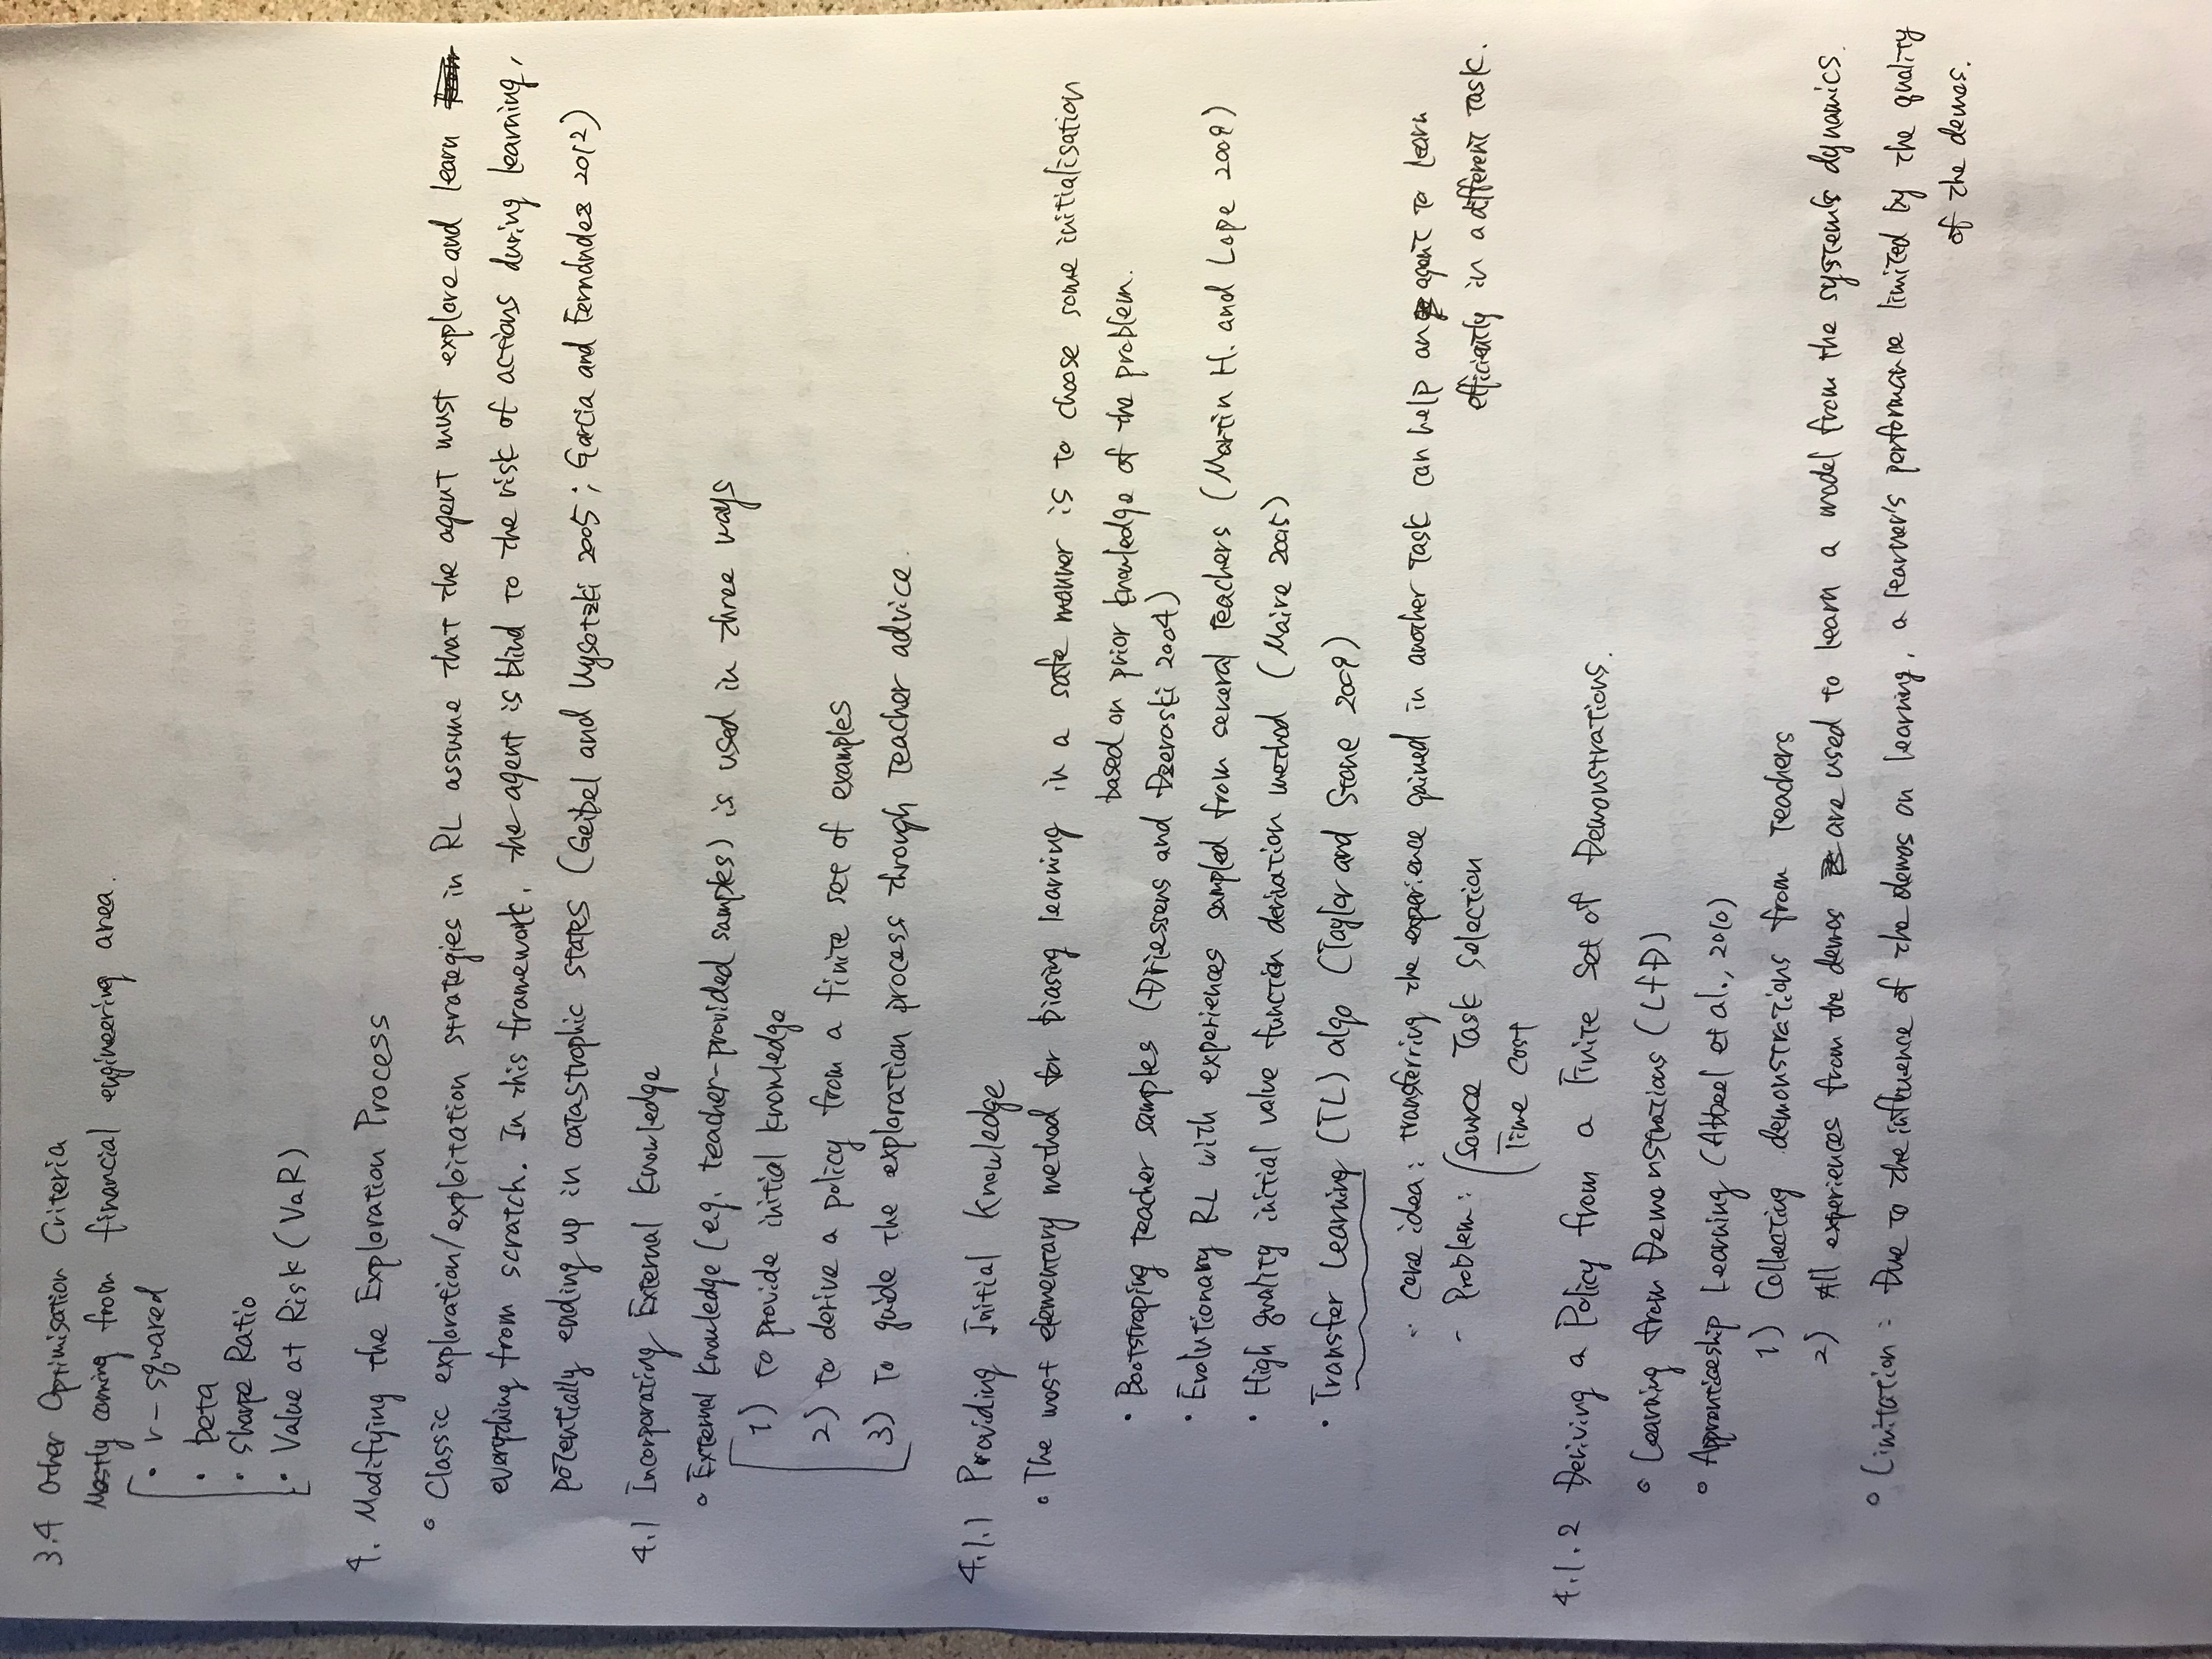 3.4 Other Optimisation Criteria
Mostly coming from financial engineering area.
• r-squared
• beta
• Sharpe Ratio
• Value at Risk (VaR)
4. Modifying the Exploration Process
° Classic exploration/exploitation strategies in RL assume that the agent must explore and learn
everything from scratch. In this framework, the agent is blind to the risk of actions during learning,
potentially ending up in catastrophic states (Geibel and Wysotzki 2005; Garcia and Fernández 2012)
4.1 Incorporating External Knowledge
° External knowledge (e.g. teacher-provided samples) is used in three ways
1) to provide initial knowledge
2) to derive a policy from a finite set of examples
3) to guide the exploration process through teacher advice.
4.1.1 Providing Initial Knowledge
° The most elementary method for biasing learning in a safe manner is to choose some initialisation
based on prior knowledge of the problem.
• Bootstraping teacher samples (Driessens and Dzeroski 2004)
• Evolutionary RL with experiences sampled from several teachers (Martin H. and Lope 2009)
• High quality initial value function derivation method (Maire 2005)
• Transfer Learning (TL) algo (Taylor and Stone 2009)
- core idea: transferring the experience gained in another task can help an agent to learn
efficiently in a different task.
- Problem: Source Task Selection
Time Cost
4.1.2 Deriving a Policy from a Finite Set of Demonstrations.
° Learning from Demonstrations (LfD)
° Apprenticeship Learning (Abbeel et al., 2010)
1) Collecting demonstrations from teachers
2) All experiences from the demos are used to learn a model from the system's dynamics.
° Limitation: Due to the influence of the demos on learning, a learner's performance limited by the quality
of the demos.